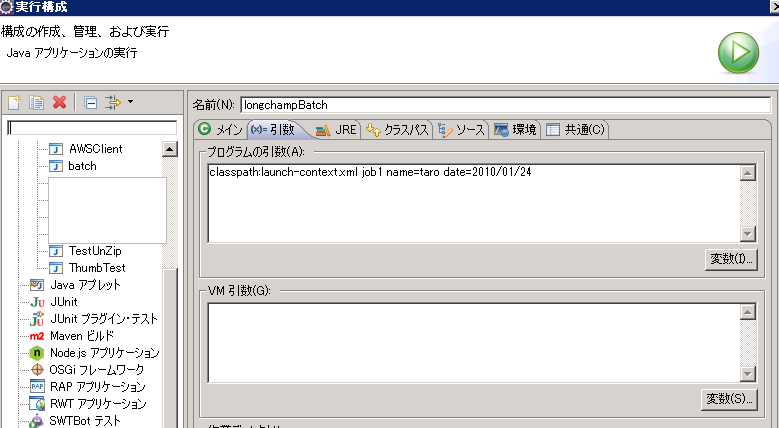 実行構成
構成の作成、管理、および実行
Java アプリケーションの実行
AWSClient
batch
TestUnZip
ThumbTest
Java アプレット
JUnit
JUnit プラグイン・テスト
Maven ビルド
Node.js アプリケーション
OSGi フレームワーク
RAP アプリケーション
RWT アプリケーション
SWTBot テスト
名前(N): longchampBatch
メイン (x)= 引数 JRE クラスパス ソース 環境 共通(C)
プログラムの引数(A):
classpath:launch-context.xml job1 name=taro date=2010/01/24
変数(I)...
VM 引数(G):
変数(S)...